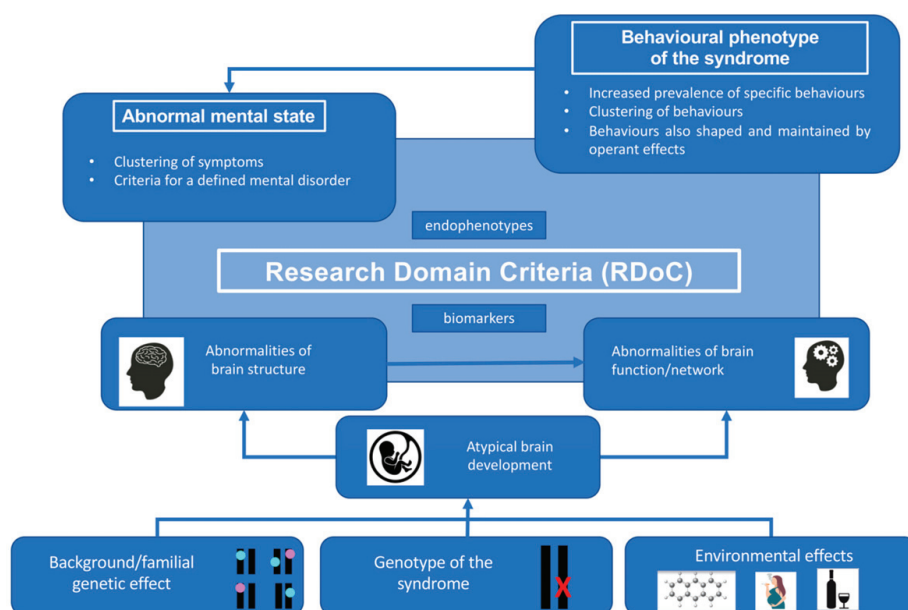 Behavioural phenotype
of the syndrome
• Increased prevalence of specific behaviours
• Clustering of behaviours
• Behaviours also shaped and maintained by
operant effects
Abnormal mental state
• Clustering of symptoms
• Criteria for a defined mental disorder
endophenotypes
Research Domain Criteria (RDoC)
biomarkers
Abnormalities of
brain structure
Abnormalities of brain
function/network
Atypical brain
development
Background/familial
genetic effect
Genotype of the
syndrome
Environmental effects